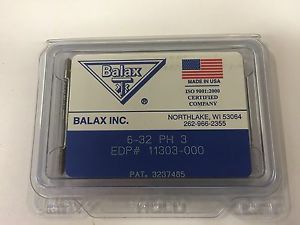 Balax
®
MADE IN USA
ISO 9001:2000
CERTIFIED
COMPANY
BALAX INC.
NORTHLAKE, WI 53064
262-966-2355
6-32 PH 3
EDP# 11303-000
PAT. 3237485